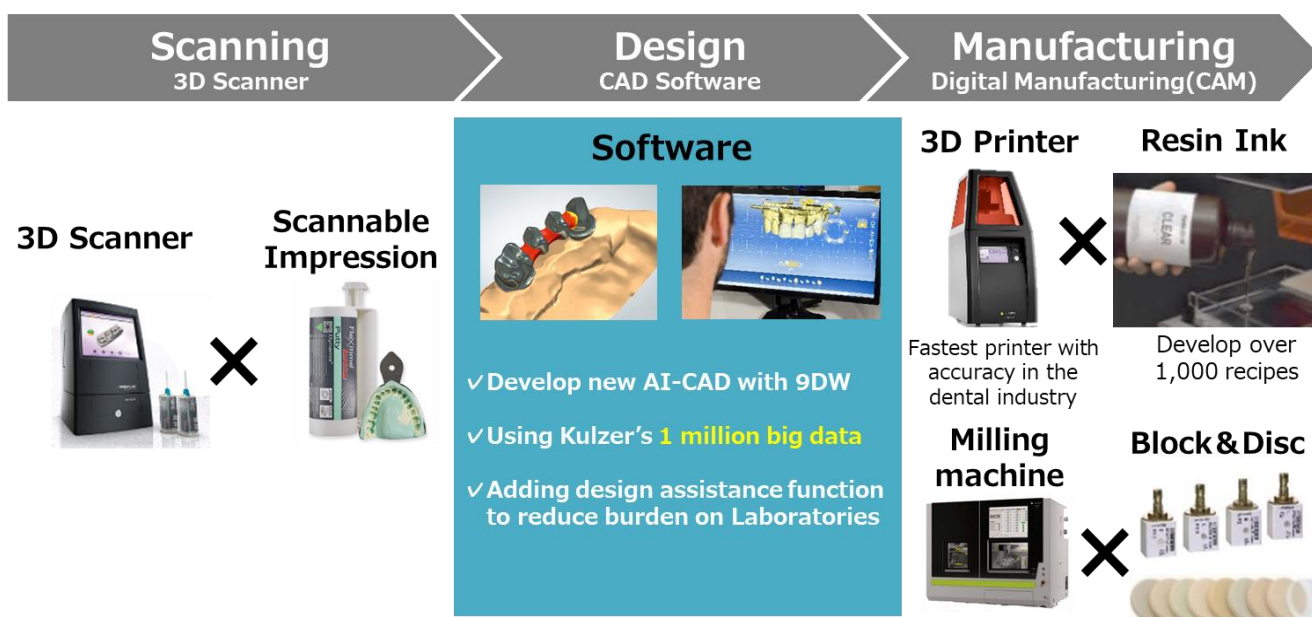 Scanning
3D Scanner
Design
CAD Software
Manufacturing
Digital Manufacturing(CAM)
3D Scanner
Scannable
Impression
Putty
Software
✓Develop new AI-CAD with 9DW
✓Using Kulzer’s 1 million big data
✓Adding design assistance function
to reduce burden on Laboratories
3D Printer
Resin Ink
CLEAR
Fastest printer with
accuracy in the
dental industry
Develop over
1,000 recipes
Milling
machine
Block&Disc